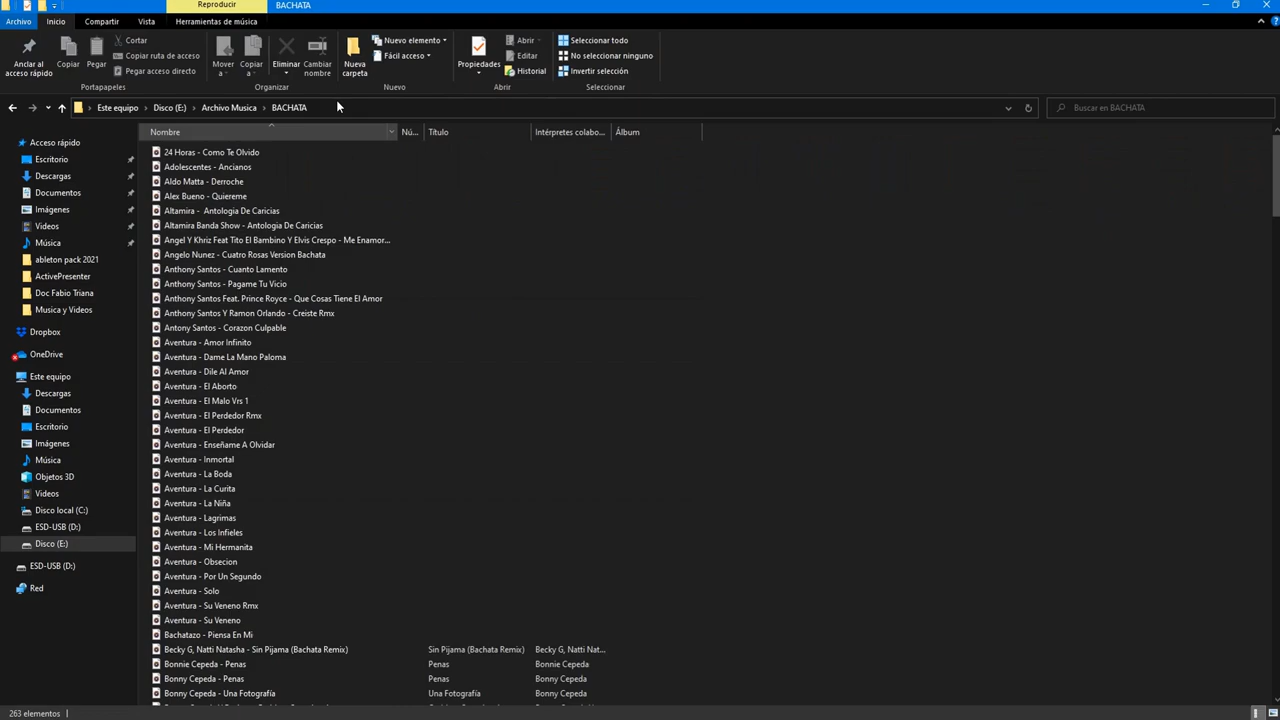 Reproducir
BACHATA
Archivo
Inicio
Compartir
Vista
Herramientas de música
Anclar al acceso rápido
Copiar
Pegar
Cortar
Copiar ruta de acceso
Pegar acceso directo
Mover a
Copiar a
Eliminar
Cambiar nombre
Nueva carpeta
Nuevo elemento
Fácil acceso
Propiedades
Abrir
Editar
Historial
Seleccionar todo
No seleccionar ninguno
Invertir selección
Portapapeles
Organizar
Nuevo
Abrir
Seleccionar
Este equipo > Disco (E:) > Archivo Musica > BACHATA
Buscar en BACHATA
Nombre
Nú...
Título
Intérpretes colabo...
Álbum
Acceso rápido
Escritorio
Descargas
Documentos
Imágenes
Videos
Música
ableton pack 2021
ActivePresenter
Doc Fabio Triana
Musica y Videos
Dropbox
OneDrive
Este equipo
Descargas
Documentos
Escritorio
Imágenes
Música
Objetos 3D
Videos
Disco local (C:)
ESD-USB (D:)
Disco (E:)
ESD-USB (D:)
Red
24 Horas - Como Te Olvido
Adolescentes - Ancianos
Aldo Matta - Derroche
Alex Bueno - Quiereme
Altamira - Antologia De Caricias
Altamira Banda Show - Antologia De Caricias
Angel Y Khriz Feat Tito El Bambino Y Elvis Crespo - Me Enamor...
Angelo Nunez - Cuatro Rosas Version Bachata
Anthony Santos - Cuanto Lamento
Anthony Santos - Pagame Tu Vicio
Anthony Santos Feat. Prince Royce - Que Cosas Tiene El Amor
Anthony Santos Y Ramon Orlando - Creiste Rmx
Antony Santos - Corazon Culpable
Aventura - Amor Infinito
Aventura - Dame La Mano Paloma
Aventura - Dile Al Amor
Aventura - El Aborto
Aventura - El Malo Vrs 1
Aventura - El Perdedor Rmx
Aventura - El Perdedor
Aventura - Enseñame A Olvidar
Aventura - Inmortal
Aventura - La Boda
Aventura - La Curita
Aventura - La Niña
Aventura - Lagrimas
Aventura - Los Infieles
Aventura - Mi Hermanita
Aventura - Obsecion
Aventura - Por Un Segundo
Aventura - Solo
Aventura - Su Veneno Rmx
Aventura - Su Veneno
Bachatazo - Piensa En Mi
Becky G, Natti Natasha - Sin Pijama (Bachata Remix) Sin Pijama (Bachata Remix) Becky G, Natti Nat...
Bonnie Cepeda - Penas Penas Bonnie Cepeda
Bonny Cepeda - Penas Penas Bonny Cepeda
Bonny Cepeda - Una Fotografía Una Fotografía Bonny Cepeda
263 elementos